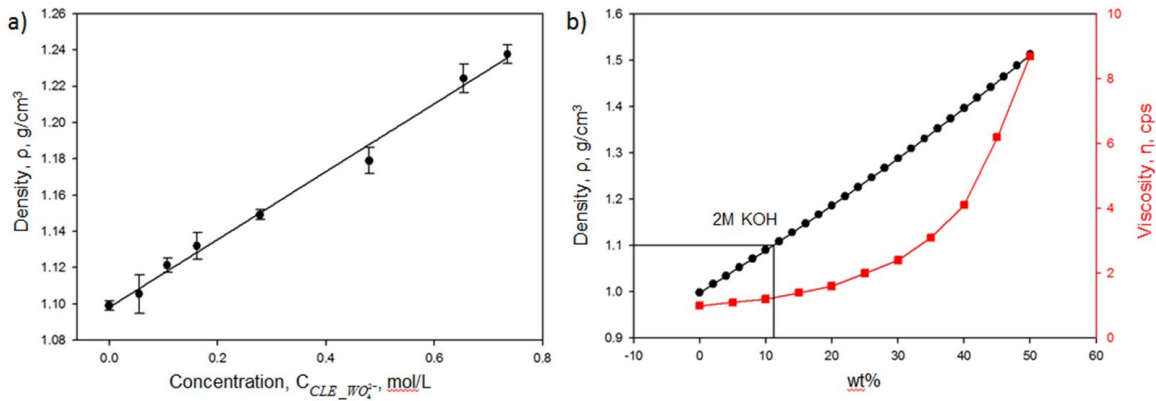 a)
1.26
1.24
1.22
1.20
1.18
1.16
1.14
1.12
1.10
1.08
Density, ρ, g/cm³
0.0 0.2 0.4 0.6 0.8
Concentration, C_{CLE_WO₄²⁻}, mol/L
b)
1.6
1.5
1.4
1.3
1.2
1.1
1.0
0.9
Density, ρ, g/cm³
2M KOH
10
8
6
4
2
0
Viscosity, η, cps
-10 0 10 20 30 40 50 60
wt%